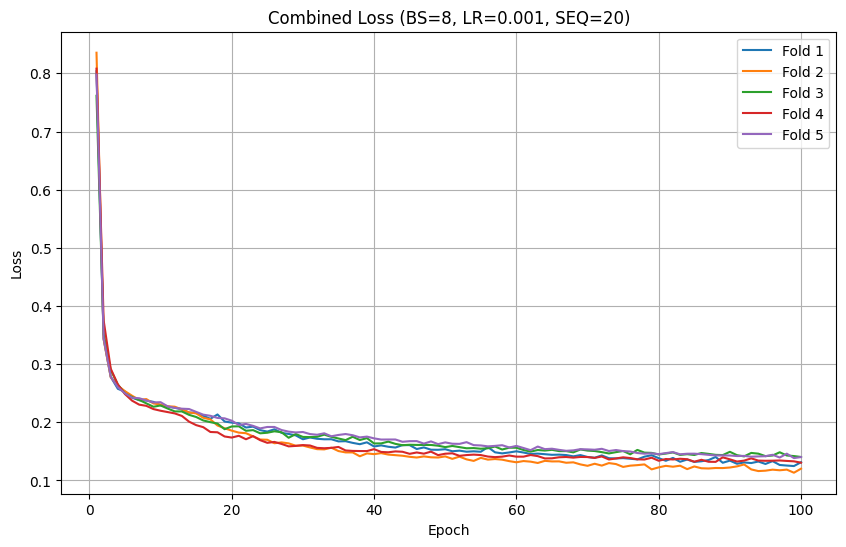 Combined Loss (BS=8, LR=0.001, SEQ=20)
Fold 1
Fold 2
Fold 3
Fold 4
Fold 5
Loss
0.8
0.7
0.6
0.5
0.4
0.3
0.2
0.1
0 20 40 60 80 100
Epoch